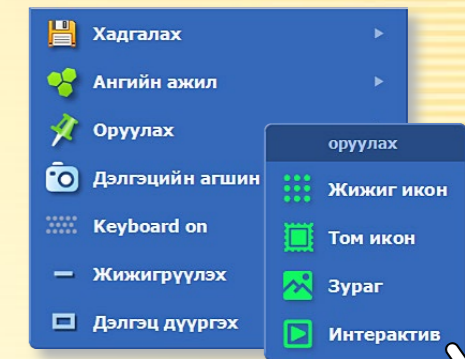 Хадгалах
Ангийн ажил
Оруулах
Дэлгэцийн агшин
Keyboard on
Жижигрүүлэх
Дэлгэц дүүргэх
оруулах
Жижиг икон
Том икон
Зураг
Интерактив